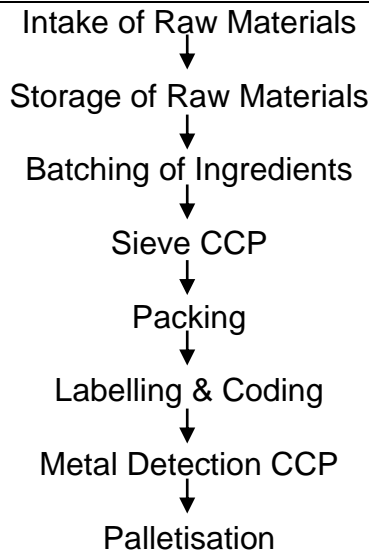 Intake of Raw Materials
Storage of Raw Materials
Batching of Ingredients
Sieve CCP
Packing
Labelling & Coding
Metal Detection CCP
Palletisation